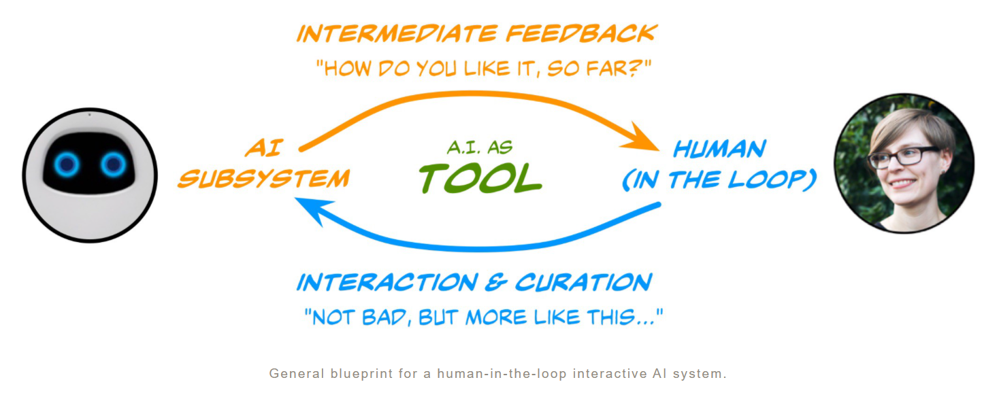 INTERMEDIATE FEEDBACK
"HOW DO YOU LIKE IT, SO FAR?"
AI
SUBSYSTEM
A.I. AS
TOOL
HUMAN
(IN THE LOOP)
INTERACTION & CURATION
"NOT BAD, BUT MORE LIKE THIS..."
General blueprint for a human-in-the-loop interactive AI system.